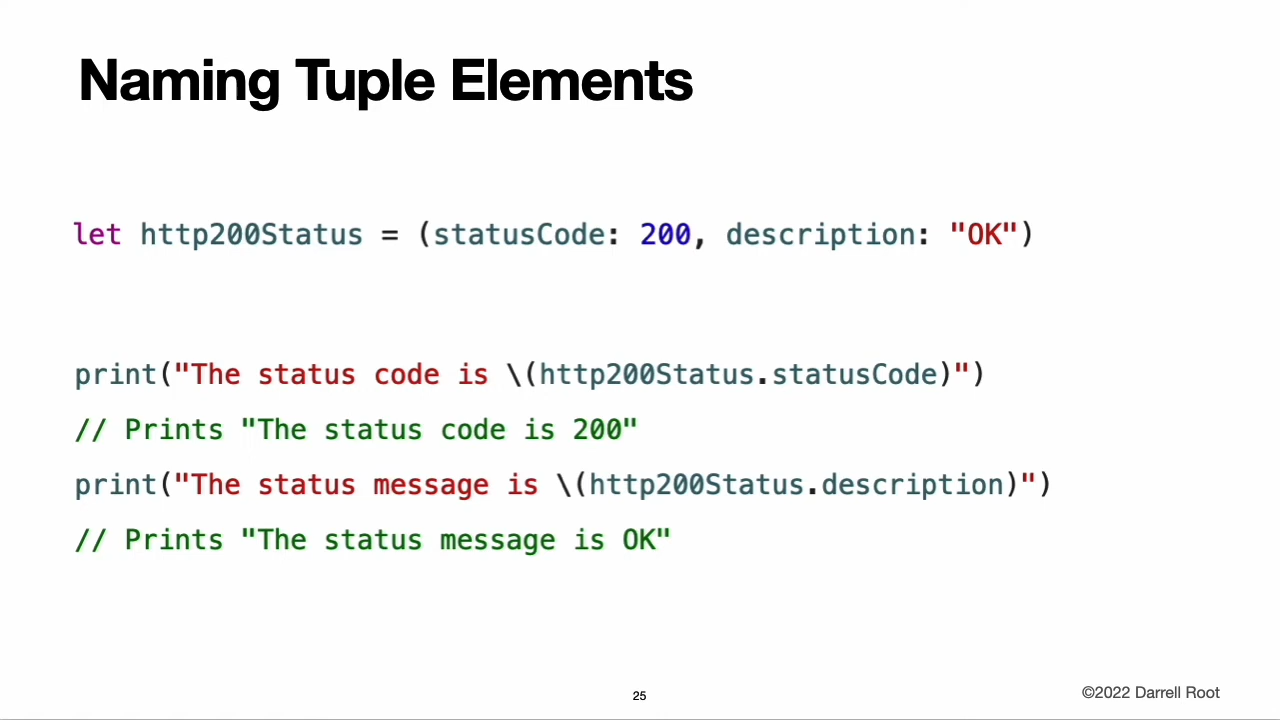 Naming Tuple Elements
let http200Status = (statusCode: 200, description: "OK")
print("The status code is \(http200Status.statusCode)")
// Prints "The status code is 200"
print("The status message is \(http200Status.description)")
// Prints "The status message is OK"
25
©2022 Darrell Root